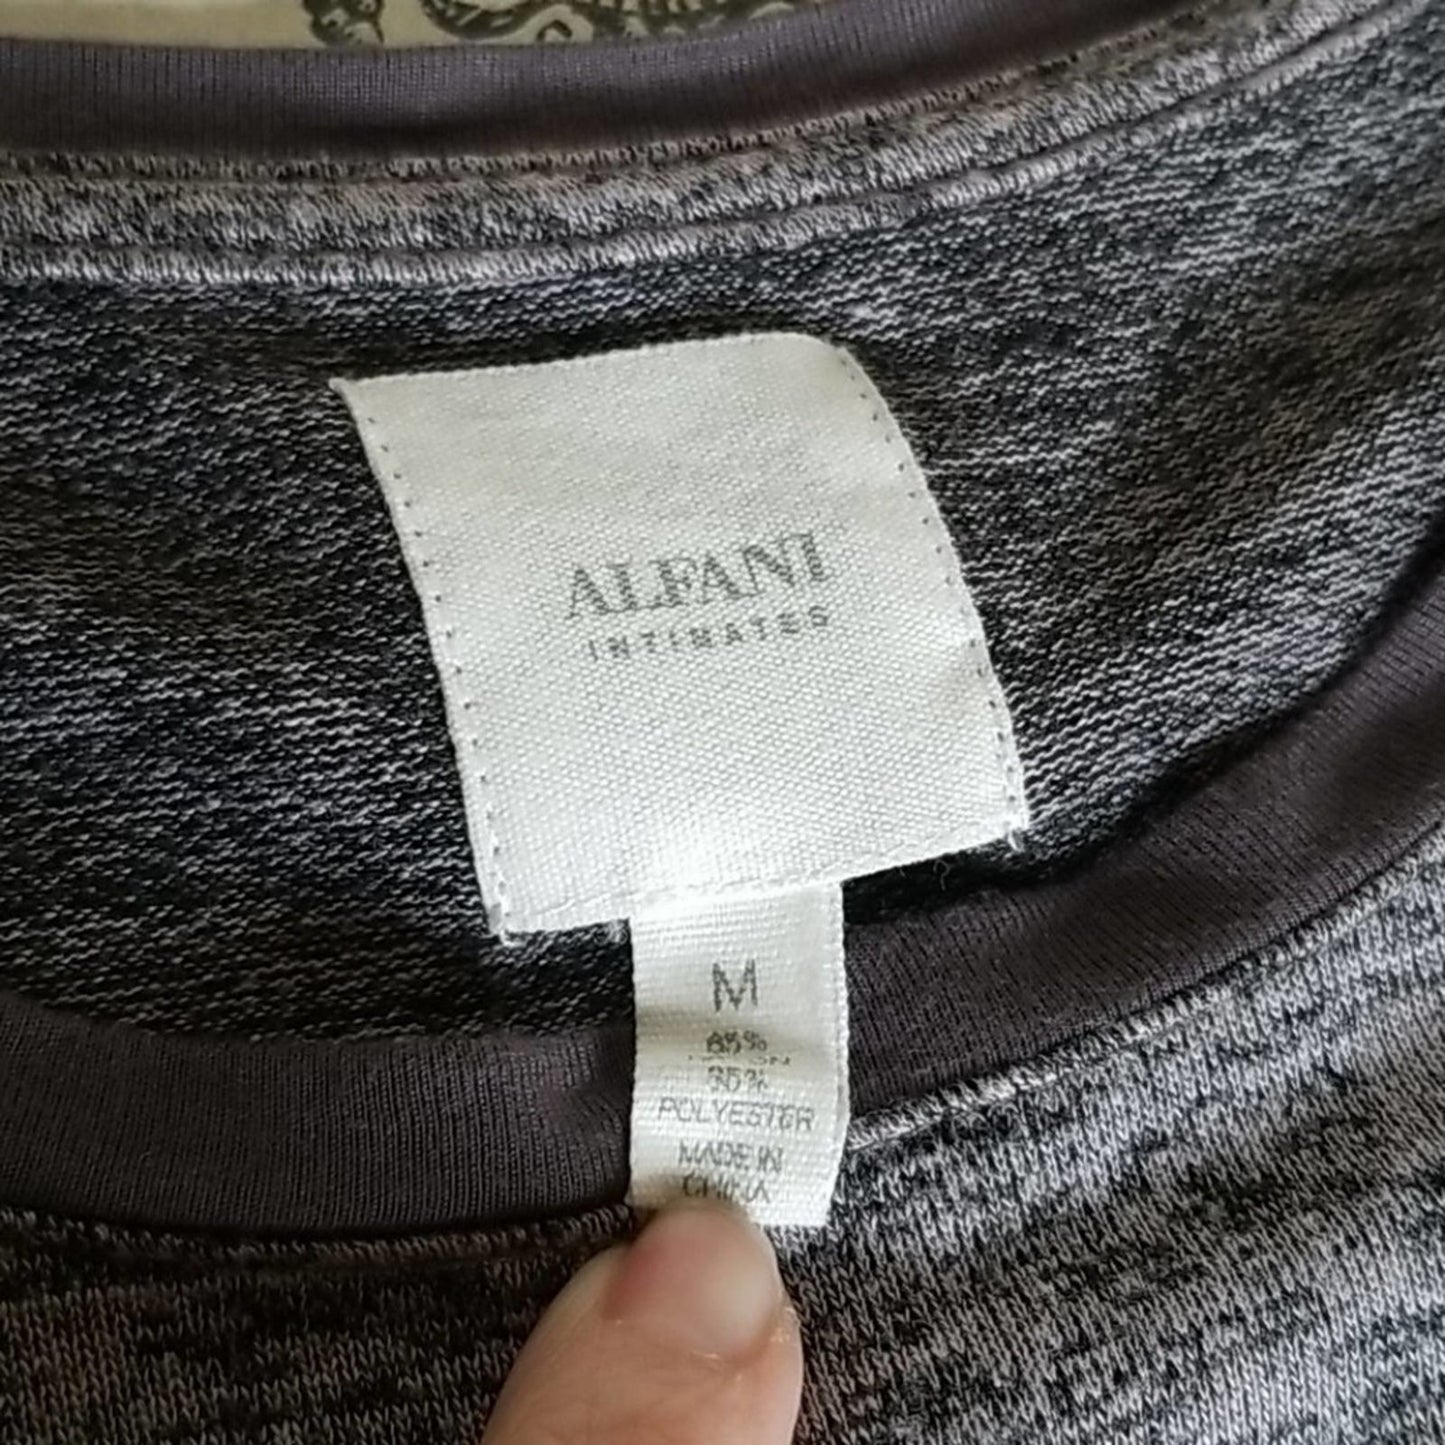 ALFANI
INTIMATES
M
65%
35%
POLYESTER
MADE IN
CHINA